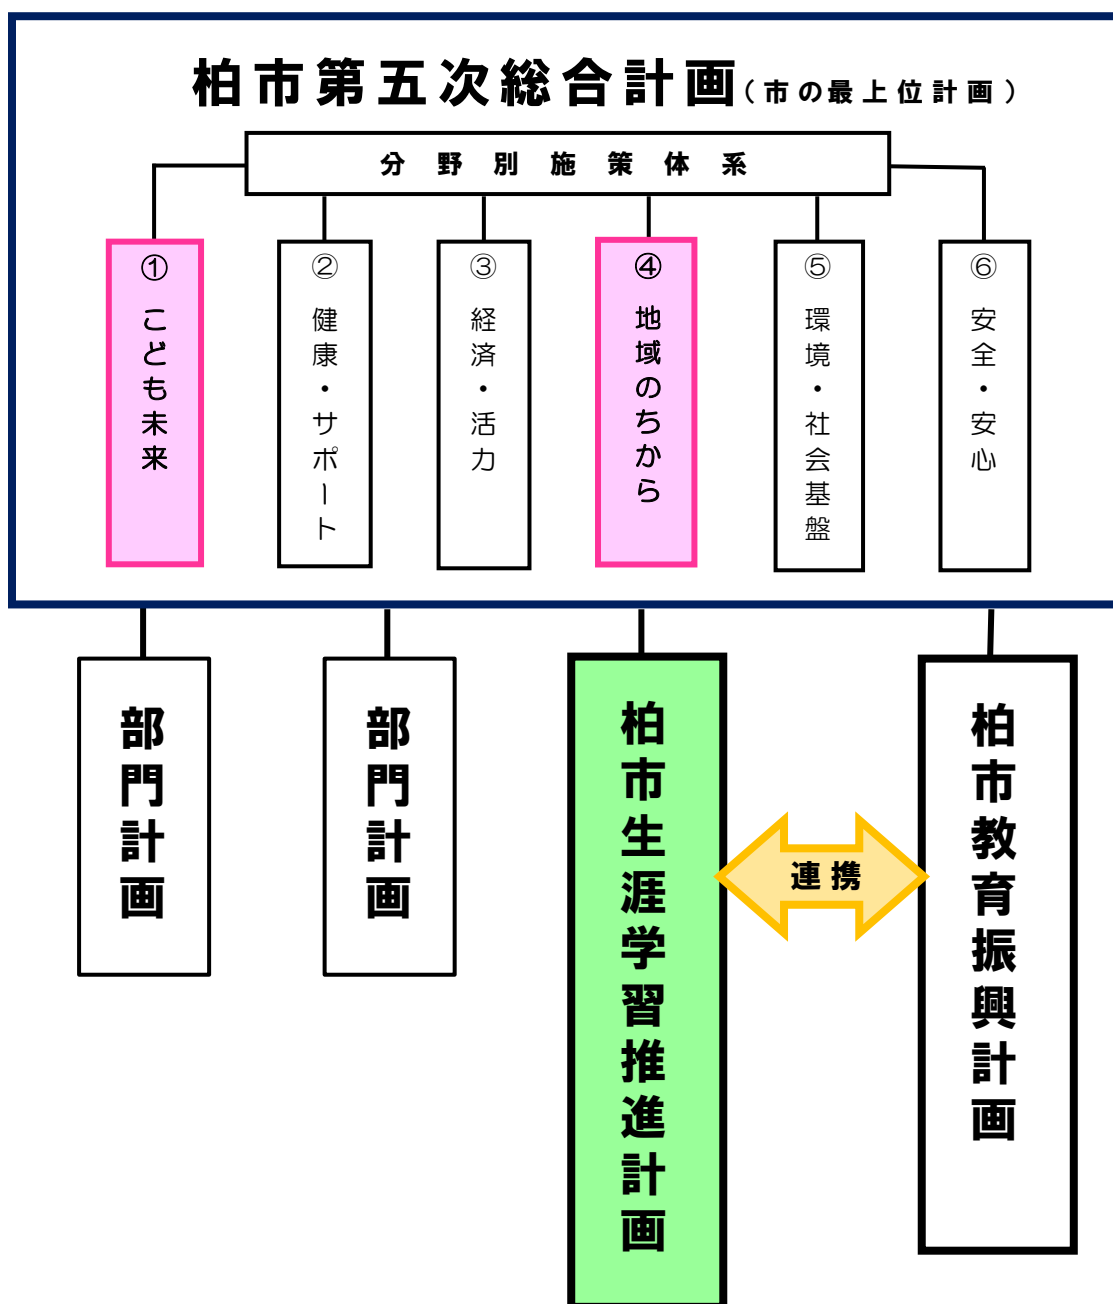 柏市第五次総合計画(市の最上位計画)
分野別施策体系
①こども未来
②健康・サポート
③経済・活力
④地域のちから
⑤環境・社会基盤
⑥安全・安心
部門計画
部門計画
柏市生涯学習推進計画
連携
柏市教育振興計画